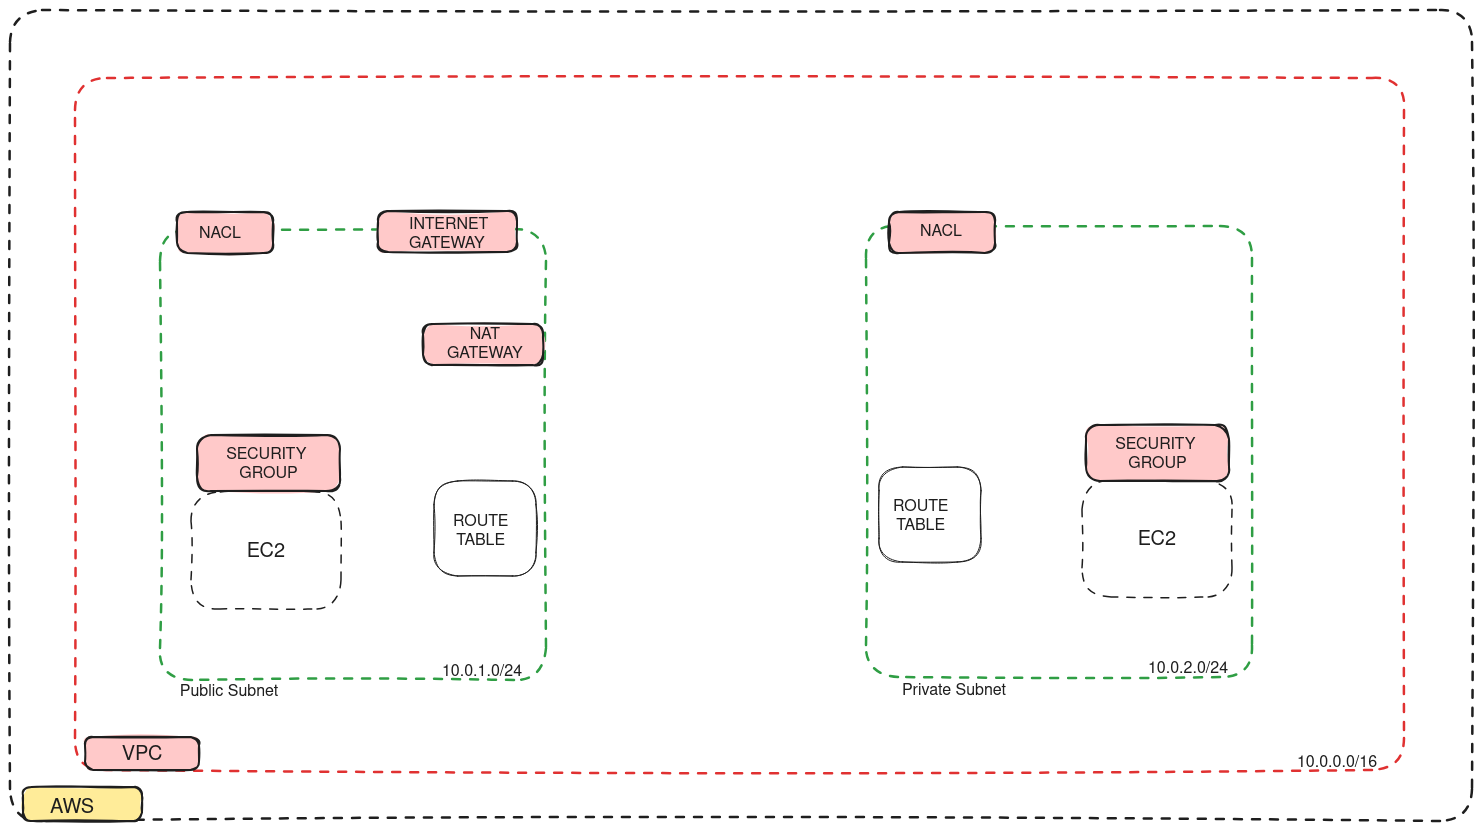 NACL
INTERNET
GATEWAY
NAT
GATEWAY
SECURITY
GROUP
EC2
ROUTE
TABLE
10.0.1.0/24
Public Subnet
NACL
ROUTE
TABLE
SECURITY
GROUP
EC2
10.0.2.0/24
Private Subnet
VPC
10.0.0.0/16
AWS